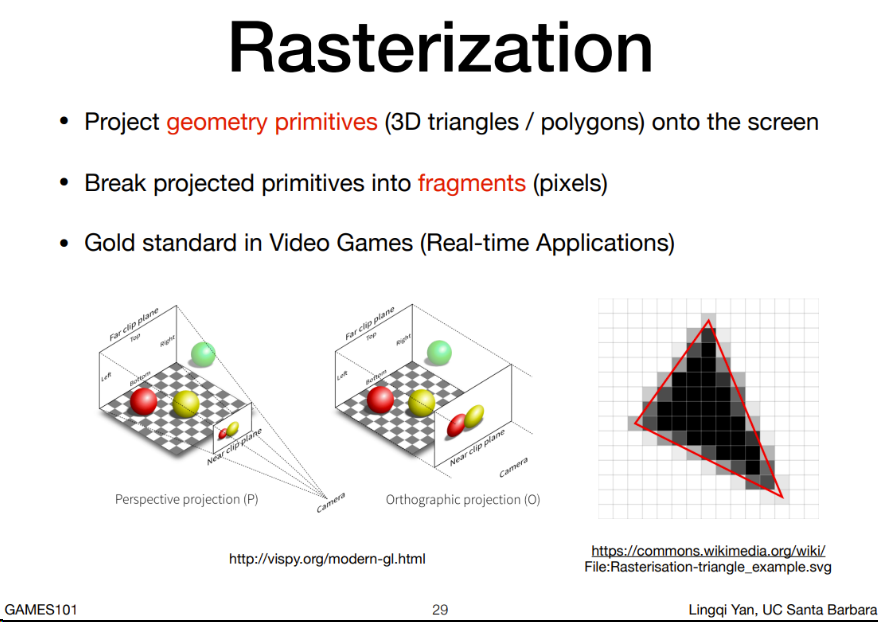 Rasterization
• Project geometry primitives (3D triangles / polygons) onto the screen
• Break projected primitives into fragments (pixels)
• Gold standard in Video Games (Real-time Applications)
Far clip plane
Top
Right
Left
Bottom
Near clip plane
Camera
Perspective projection (P)
Far clip plane
Top
Right
Left
Bottom
Near clip plane
Camera
Orthographic projection (O)
http://vispy.org/modern-gl.html
https://commons.wikimedia.org/wiki/
File:Rasterisation-triangle_example.svg
GAMES101
29
Lingqi Yan, UC Santa Barbara